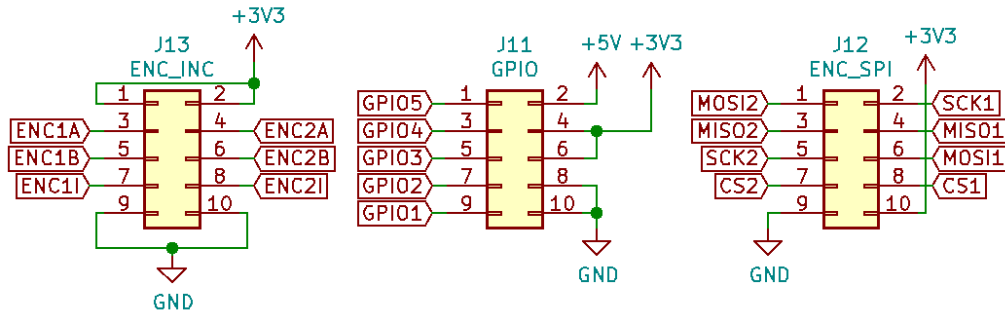 J13
ENC_INC
+3V3
1 2
ENC1A 3 4 ENC2A
ENC1B 5 6 ENC2B
ENC1I 7 8 ENC2I
9 10
GND
J11
GPIO
+5V +3V3
GPIO5 1 2
GPIO4 3 4
GPIO3 5 6
GPIO2 7 8
GPIO1 9 10
GND
J12
ENC_SPI
+3V3
MOSI2 1 2 SCK1
MISO2 3 4 MISO1
SCK2 5 6 MOSI1
CS2 7 8 CS1
9 10
GND